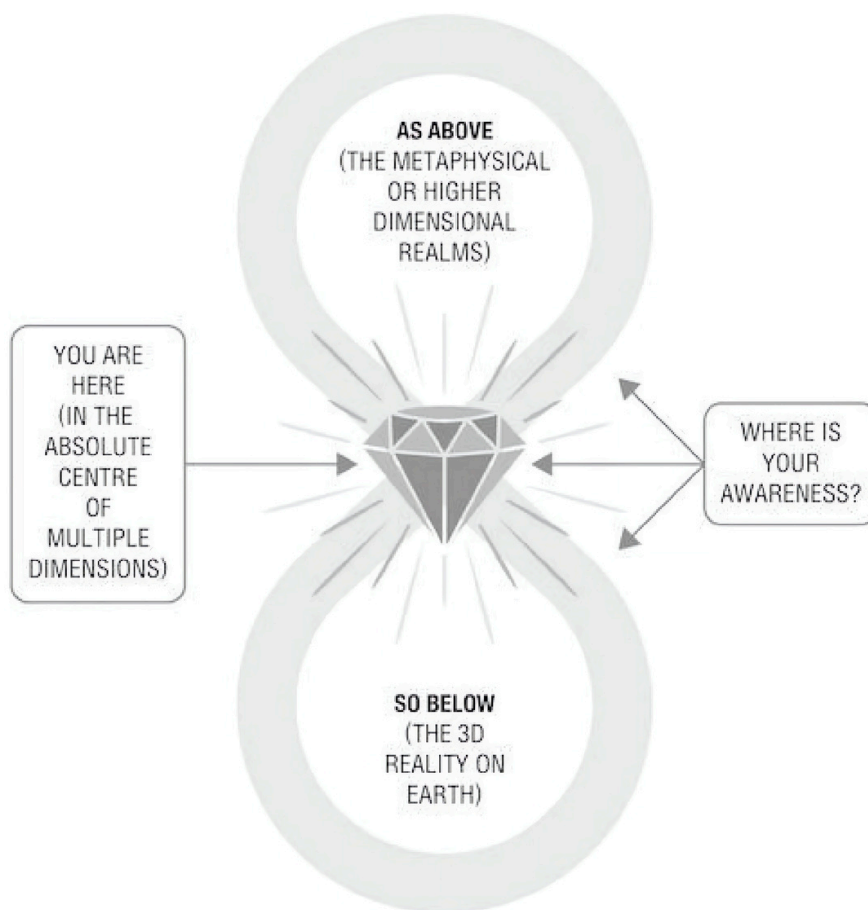 AS ABOVE
(THE METAPHYSICAL
OR HIGHER
DIMENSIONAL
REALMS)
YOU ARE
HERE
(IN THE
ABSOLUTE
CENTRE
OF
MULTIPLE
DIMENSIONS)
WHERE IS
YOUR
AWARENESS?
SO BELOW
(THE 3D
REALITY ON
EARTH)